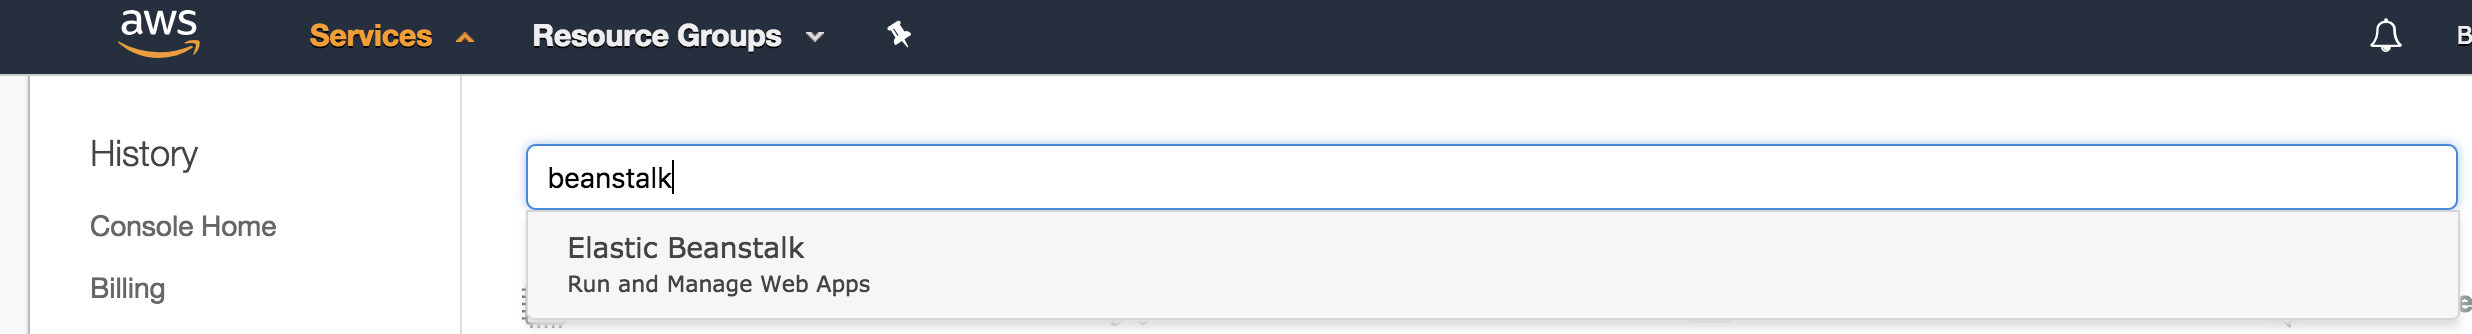 aws Services Resource Groups B
History
beanstalk
Console Home
Elastic Beanstalk
Run and Manage Web Apps
Billing